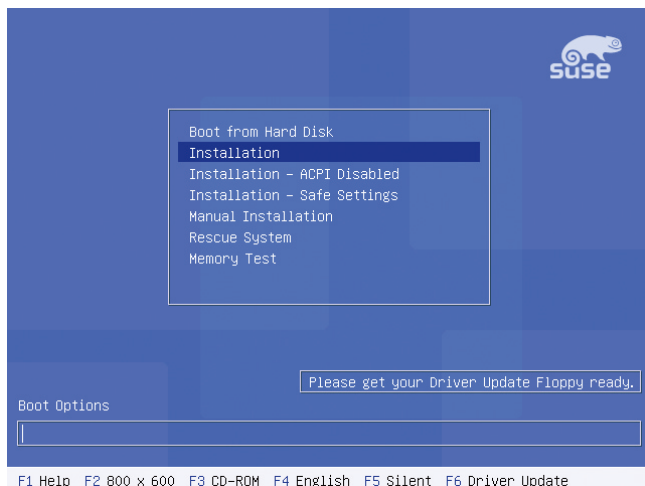 SUSE
Boot from Hard Disk
Installation
Installation – ACPI Disabled
Installation – Safe Settings
Manual Installation
Rescue System
Memory Test
Please get your Driver Update Floppy ready.
Boot Options
F1 Help F2 800 x 600 F3 CD-ROM F4 English F5 Silent F6 Driver Update